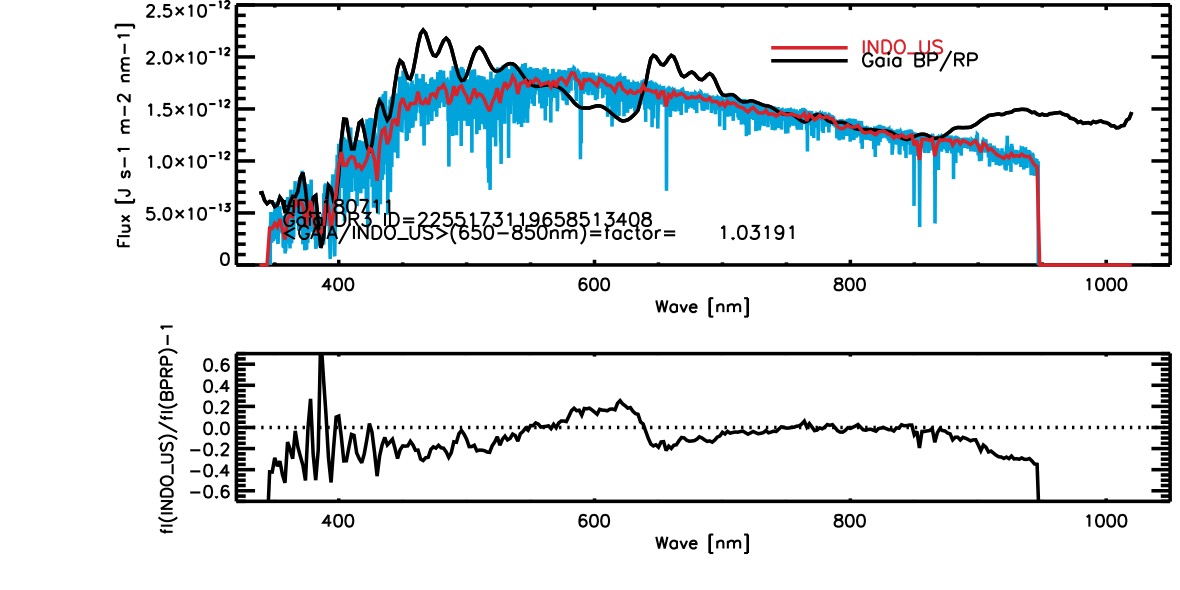 2.5×10⁻¹²
2.0×10⁻¹²
1.5×10⁻¹²
1.0×10⁻¹²
5.0×10⁻¹³
0
Flux [J s-1 m-2 nm-1]
INDO_US
Gaia BP/RP
HD_180711
Gaia DR3_ID=2255173119658513408
<GAIA/INDO_US>(650-850nm)=factor= 1.03191
400 600 800 1000
Wave [nm]
0.6
0.4
0.2
0.0
-0.2
-0.4
-0.6
fl(INDO_US)/fl(BPRP)-1
400 600 800 1000
Wave [nm]